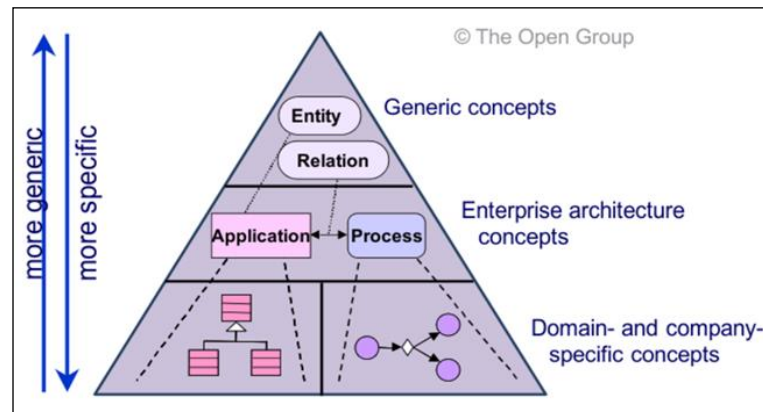 © The Open Group
Generic concepts
Entity
Relation
more generic
more specific
Enterprise architecture
concepts
Application
Process
Domain- and company-
specific concepts